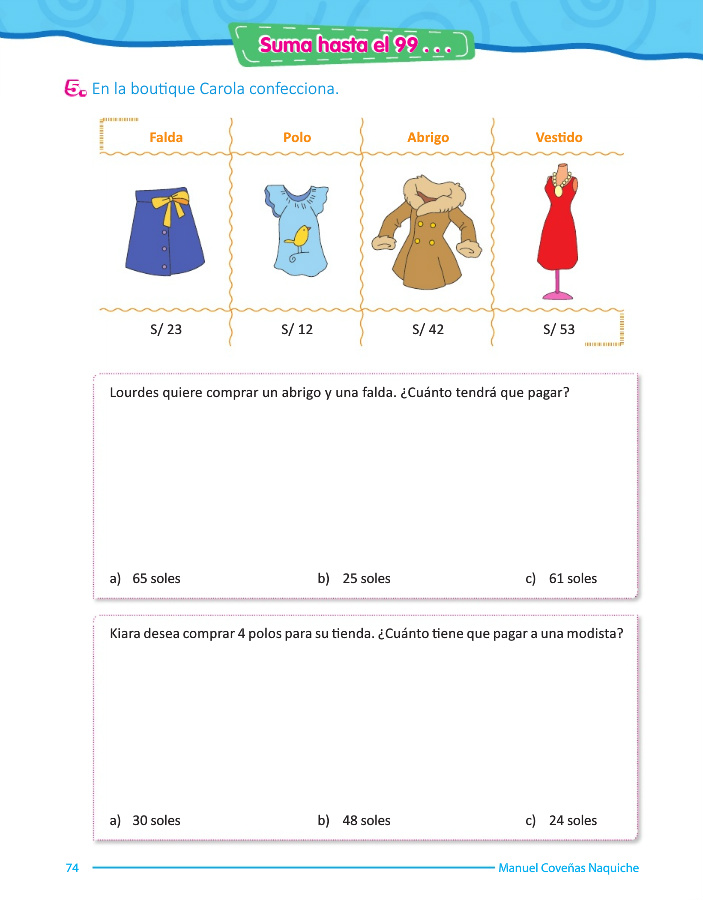 Suma hasta el 99 . . .
5. En la boutique Carola confecciona.
Falda Polo Abrigo Vestido
S/ 23 S/ 12 S/ 42 S/ 53
Lourdes quiere comprar un abrigo y una falda. ¿Cuánto tendrá que pagar?
a) 65 soles b) 25 soles c) 61 soles
Kiara desea comprar 4 polos para su tienda. ¿Cuánto tiene que pagar a una modista?
a) 30 soles b) 48 soles c) 24 soles
74 Manuel Coveñas Naquiche